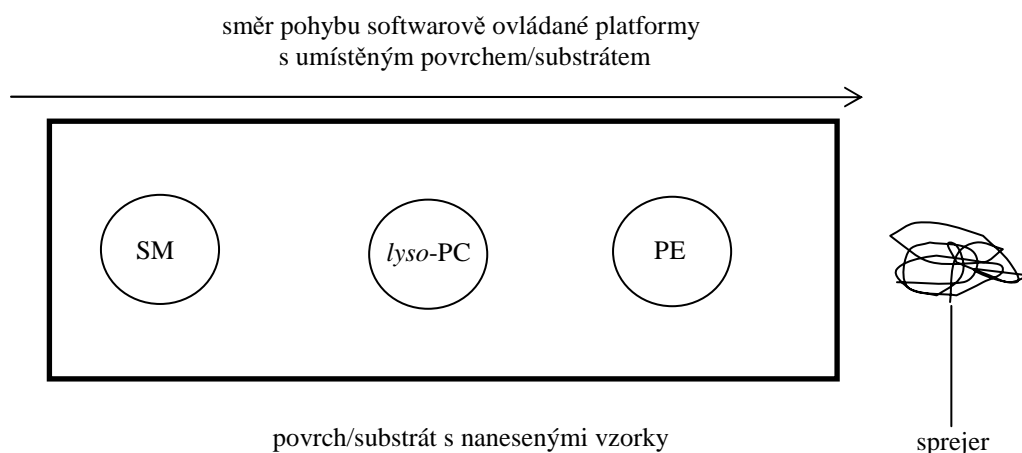 směr pohybu softwarově ovládané platformy
s umístěným povrchem/substrátem
SM
lyso-PC
PE
povrch/substrát s nanesenými vzorky
sprejer